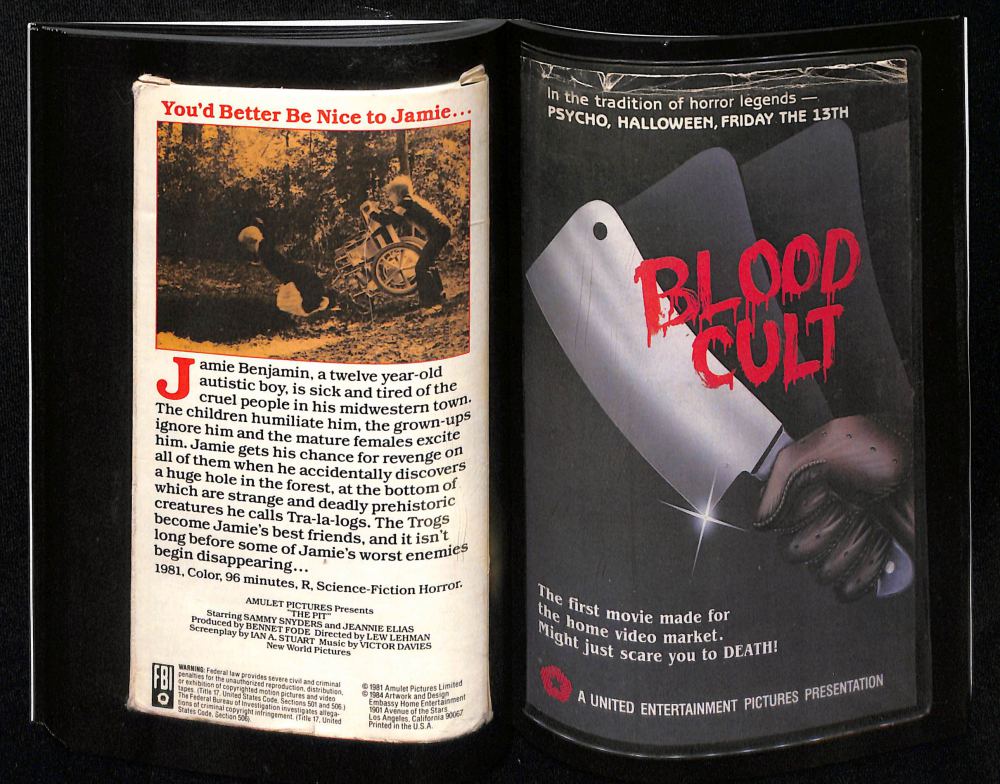 You'd Better Be Nice to Jamie...
Jamie Benjamin, a twelve year-old
autistic boy, is sick and tired of the
cruel people in his midwestern town.
The children humiliate him, the grown-ups
ignore him and the mature females excite
him. Jamie gets his chance for revenge on
all of them when he accidentally discovers
a huge hole in the forest, at the bottom of
which are strange and deadly prehistoric
creatures he calls Tra-la-logs. The Trogs
become Jamie's best friends, and it isn't
long before some of Jamie's worst enemies
begin disappearing...
1981, Color, 96 minutes, R, Science-Fiction Horror.
AMULET PICTURES Presents
"THE PIT"
Starring SAMMY SNYDERS and JEANNIE ELIAS
Produced by BENNET FODE Directed by LEW LEHMAN
Screenplay by IAN A. STUART Music by VICTOR DAVIES
New World Pictures
FBI
WARNING: Federal law provides severe civil and criminal
penalties for the unauthorized reproduction, distribution,
or exhibition of copyrighted motion pictures and video
tapes. (Title 17, United States Code, Sections 501 and 506.)
The Federal Bureau of Investigation investigates allega-
tions of criminal copyright infringement. (Title 17, United
States Code, Section 506).
© 1981 Amulet Pictures Limited
© 1984 Artwork and Design
Embassy Home Entertainment
1901 Avenue of the Stars
Los Angeles, California 90067
Printed in the U.S.A.
In the tradition of horror legends —
PSYCHO, HALLOWEEN, FRIDAY THE 13TH
BLOOD
CULT
The first movie made for
the home video market.
Might just scare you to DEATH!
A UNITED ENTERTAINMENT PICTURES PRESENTATION